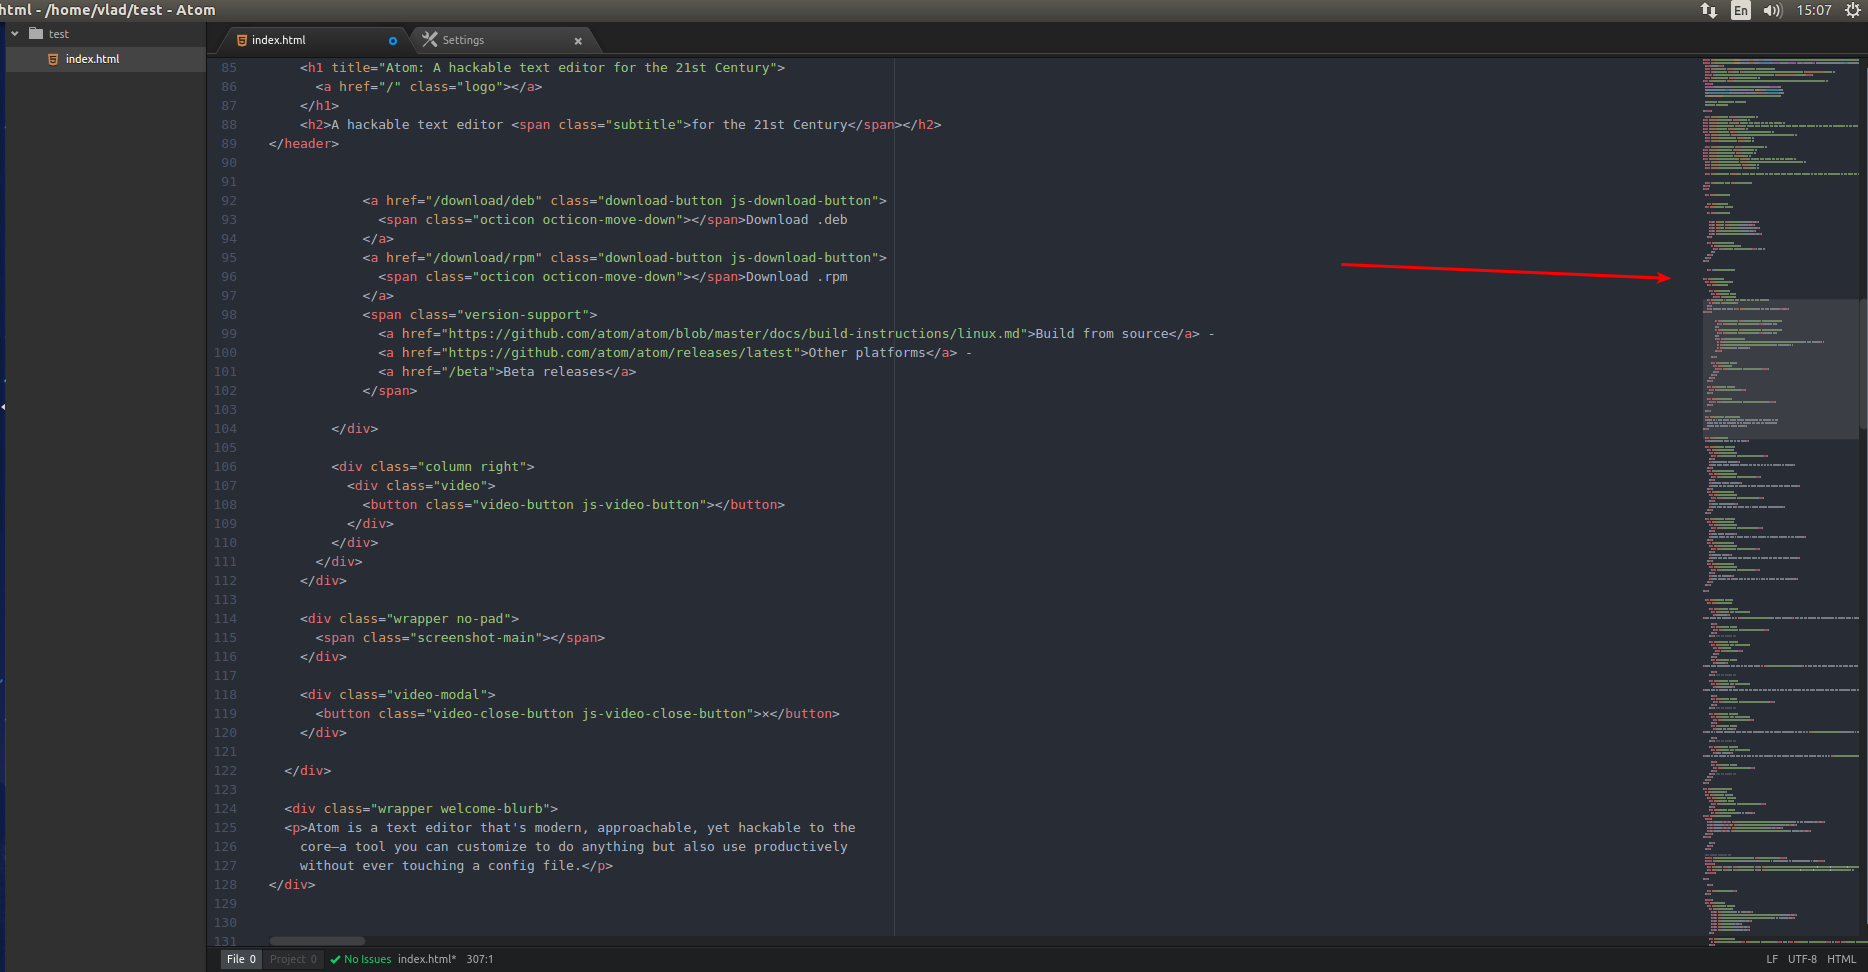 html - /home/vlad/test - Atom
En 15:07
test
index.html
index.html
Settings
85 <h1 title="Atom: A hackable text editor for the 21st Century">
86 <a href="/" class="logo"></a>
87 </h1>
88 <h2>A hackable text editor <span class="subtitle">for the 21st Century</span></h2>
89 </header>
90
91
92 <a href="/download/deb" class="download-button js-download-button">
93 <span class="octicon octicon-move-down"></span>Download .deb
94 </a>
95 <a href="/download/rpm" class="download-button js-download-button">
96 <span class="octicon octicon-move-down"></span>Download .rpm
97 </a>
98 <span class="version-support">
99 <a href="https://github.com/atom/atom/blob/master/docs/build-instructions/linux.md">Build from source</a> -
100 <a href="https://github.com/atom/atom/releases/latest">Other platforms</a> -
101 <a href="/beta">Beta releases</a>
102 </span>
103
104 </div>
105
106 <div class="column right">
107 <div class="video">
108 <button class="video-button js-video-button"></button>
109 </div>
110 </div>
111 </div>
112 </div>
113
114 <div class="wrapper no-pad">
115 <span class="screenshot-main"></span>
116 </div>
117
118 <div class="video-modal">
119 <button class="video-close-button js-video-close-button">×</button>
120 </div>
121
122 </div>
123
124 <div class="wrapper welcome-blurb">
125 <p>Atom is a text editor that's modern, approachable, yet hackable to the
126 core—a tool you can customize to do anything but also use productively
127 without ever touching a config file.</p>
128 </div>
129
130
131
File 0 Project 0 No Issues index.html* 307:1 LF UTF-8 HTML